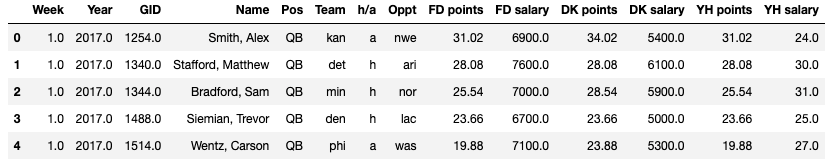 Week Year GID Name Pos Team h/a Oppt FD points FD salary DK points DK salary YH points YH salary
0 1.0 2017.0 1254.0 Smith, Alex QB kan a nwe 31.02 6900.0 34.02 5400.0 31.02 24.0
1 1.0 2017.0 1340.0 Stafford, Matthew QB det h ari 28.08 7600.0 28.08 6100.0 28.08 30.0
2 1.0 2017.0 1344.0 Bradford, Sam QB min h nor 25.54 7000.0 28.54 5900.0 25.54 31.0
3 1.0 2017.0 1488.0 Siemian, Trevor QB den h lac 23.66 6700.0 23.66 5000.0 23.66 25.0
4 1.0 2017.0 1514.0 Wentz, Carson QB phi a was 19.88 7100.0 23.88 5300.0 19.88 27.0